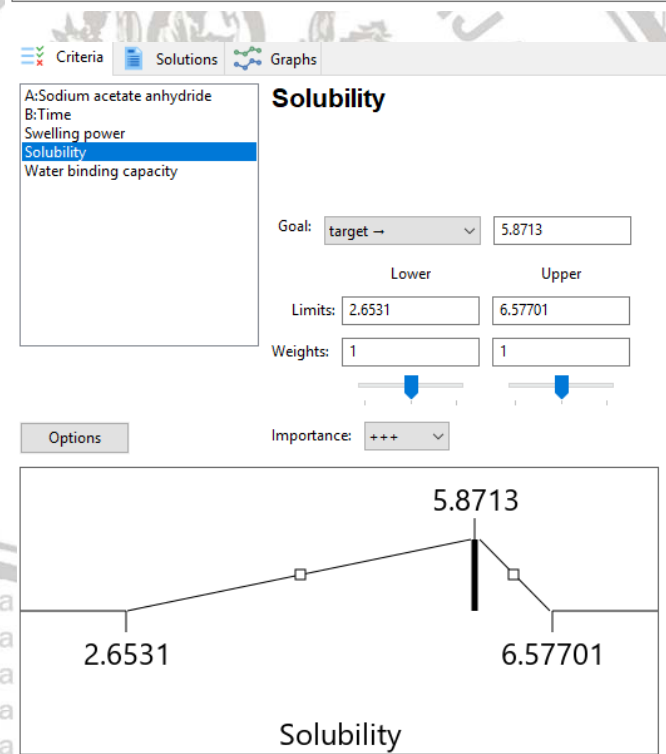 Criteria Solutions Graphs
A:Sodium acetate anhydride
B:Time
Swelling power
Solubility
Water binding capacity
Solubility
Goal: target → 5.8713
Lower Upper
Limits: 2.6531 6.57701
Weights: 1 1
Options
Importance: +++
5.8713
2.6531 6.57701
Solubility